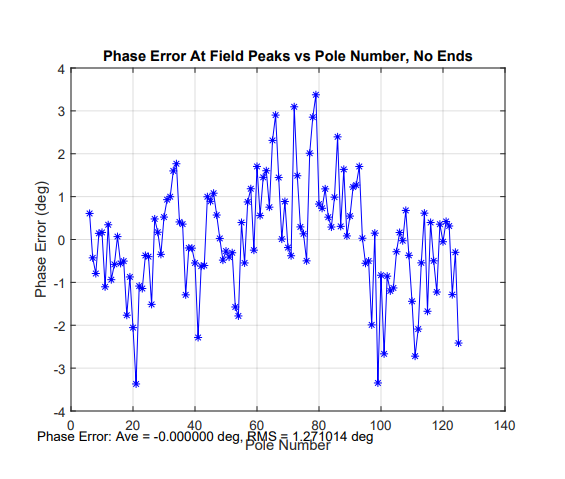 Phase Error At Field Peaks vs Pole Number, No Ends
4
3
2
1
0
-1
-2
-3
-4
Phase Error (deg)
0 20 40 60 80 100 120 140
Phase Error: Ave = -0.000000 deg, RMS = 1.271014 deg
Pole Number